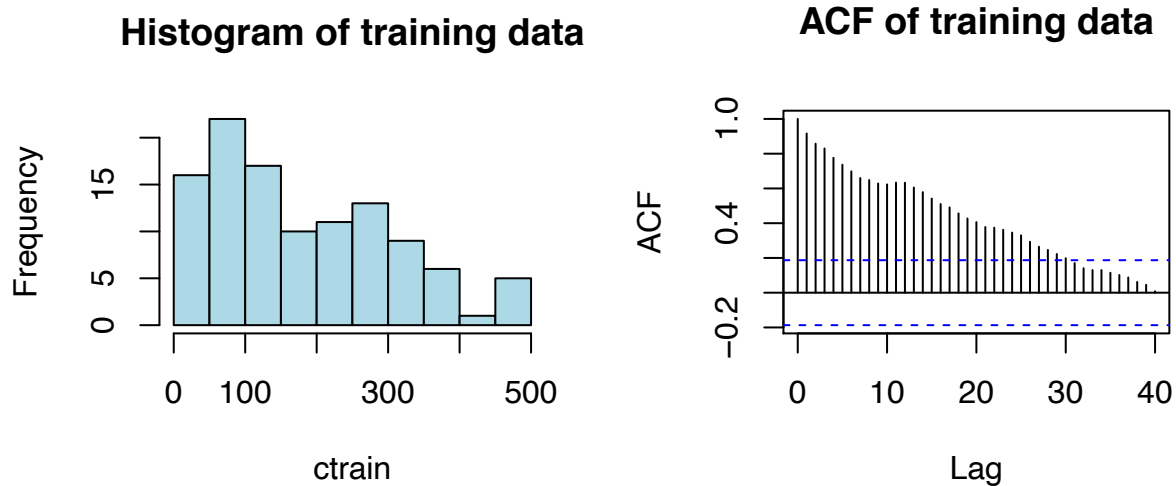 Histogram of training data
Frequency
0 5 15
0 100 300 500
ctrain
ACF of training data
ACF
−0.2 0.4 1.0
0 10 20 30 40
Lag